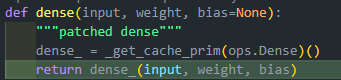 def dense(input, weight, bias=None):
    """patched dense"""
    dense_ = _get_cache_prim(ops.Dense)()
    return dense_(input, weight, bias)